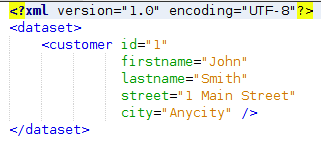 <?xml version="1.0" encoding="UTF-8"?>
<dataset>
    <customer id="1"
              firstname="John"
              lastname="Smith"
              street="1 Main Street"
              city="Anycity" />
</dataset>